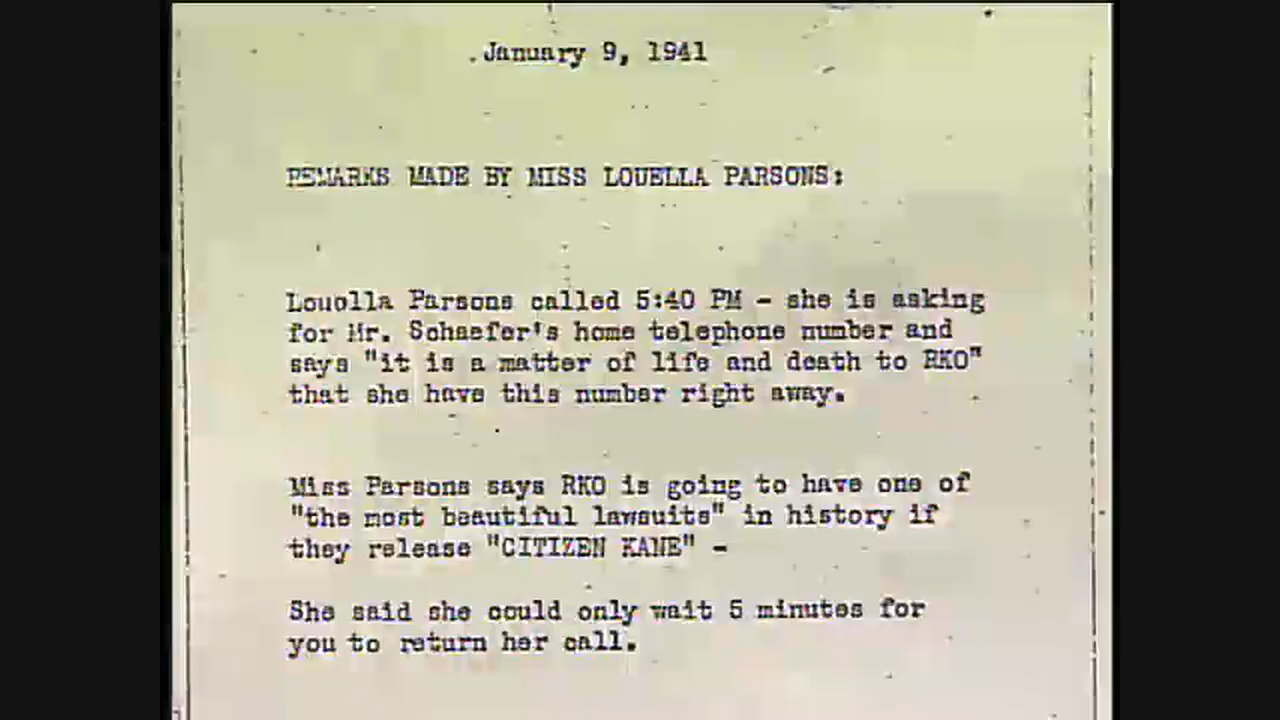 January 9, 1941
REMARKS MADE BY MISS LOUELLA PARSONS:
Louella Parsons called 5:40 PM - she is asking
for Mr. Schaefer's home telephone number and
says "it is a matter of life and death to RKO"
that she have this number right away.
Miss Parsons says RKO is going to have one of
"the most beautiful lawsuits" in history if
they release "CITIZEN KANE" -
She said she could only wait 5 minutes for
you to return her call.